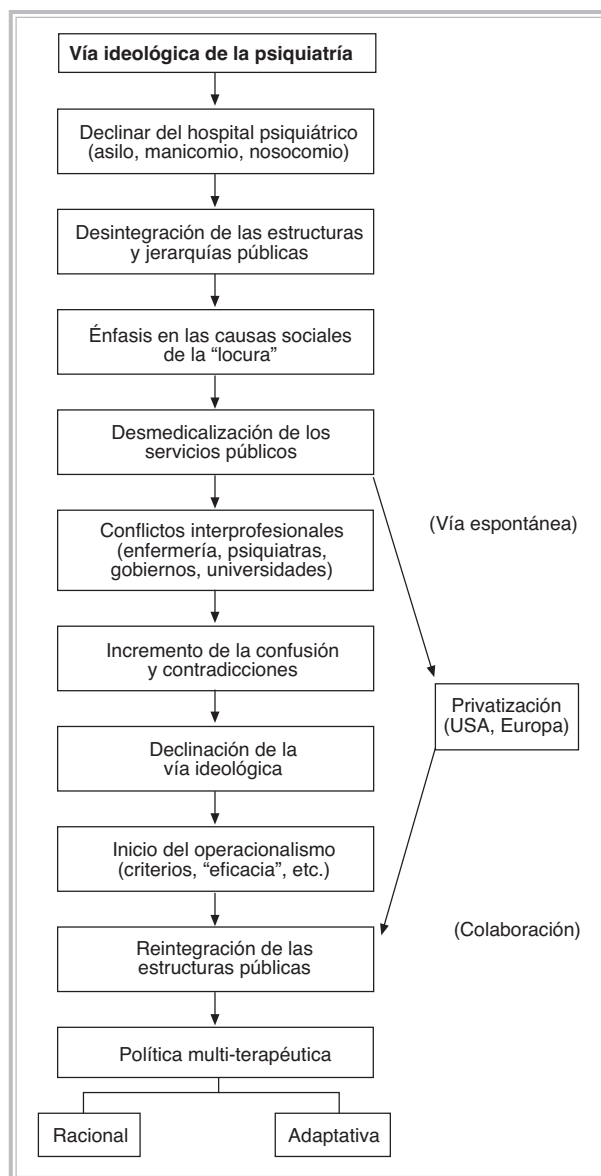 Vía ideológica de la psiquiatría
Declinar del hospital psiquiátrico
(asilo, manicomio, nosocomio)
Desintegración de las estructuras
y jerarquías públicas
Énfasis en las causas sociales
de la “locura”
Desmedicalización de los
servicios públicos
Conflictos interprofesionales
(enfermería, psiquiatras,
gobiernos, universidades)
(Vía espontánea)
Incremento de la confusión
y contradicciones
Privatización
(USA, Europa)
Declinación de la
vía ideológica
Inicio del operacionalismo
(criterios, “eficacia”, etc.)
(Colaboración)
Reintegración de las
estructuras públicas
Política multi-terapéutica
Racional
Adaptativa